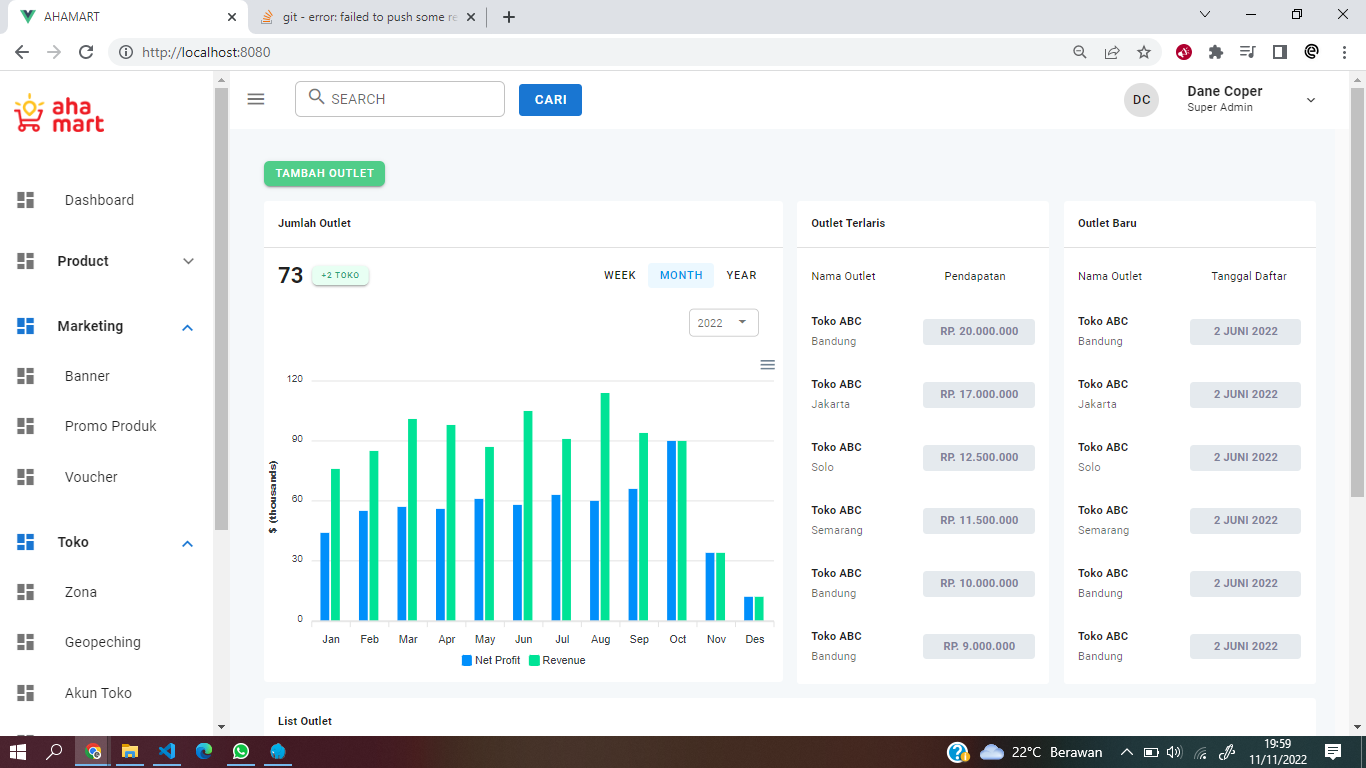 AHAMART
git - error: failed to push some re
http://localhost:8080
aha
mart
SEARCH
CARI
DC
Dane Coper
Super Admin
Dashboard
Product
Marketing
Banner
Promo Produk
Voucher
Toko
Zona
Geopeching
Akun Toko
TAMBAH OUTLET
Jumlah Outlet
73
+2 TOKO
WEEK
MONTH
YEAR
2022
$ (thousands)
120
90
60
30
0
Jan Feb Mar Apr May Jun Jul Aug Sep Oct Nov Des
Net Profit Revenue
Outlet Terlaris
Nama Outlet Pendapatan
Toko ABC
Bandung
RP. 20.000.000
Toko ABC
Jakarta
RP. 17.000.000
Toko ABC
Solo
RP. 12.500.000
Toko ABC
Semarang
RP. 11.500.000
Toko ABC
Bandung
RP. 10.000.000
Toko ABC
Bandung
RP. 9.000.000
Outlet Baru
Nama Outlet Tanggal Daftar
Toko ABC
Bandung
2 JUNI 2022
Toko ABC
Jakarta
2 JUNI 2022
Toko ABC
Solo
2 JUNI 2022
Toko ABC
Semarang
2 JUNI 2022
Toko ABC
Bandung
2 JUNI 2022
Toko ABC
Bandung
2 JUNI 2022
List Outlet
22°C Berawan
19:59
11/11/2022